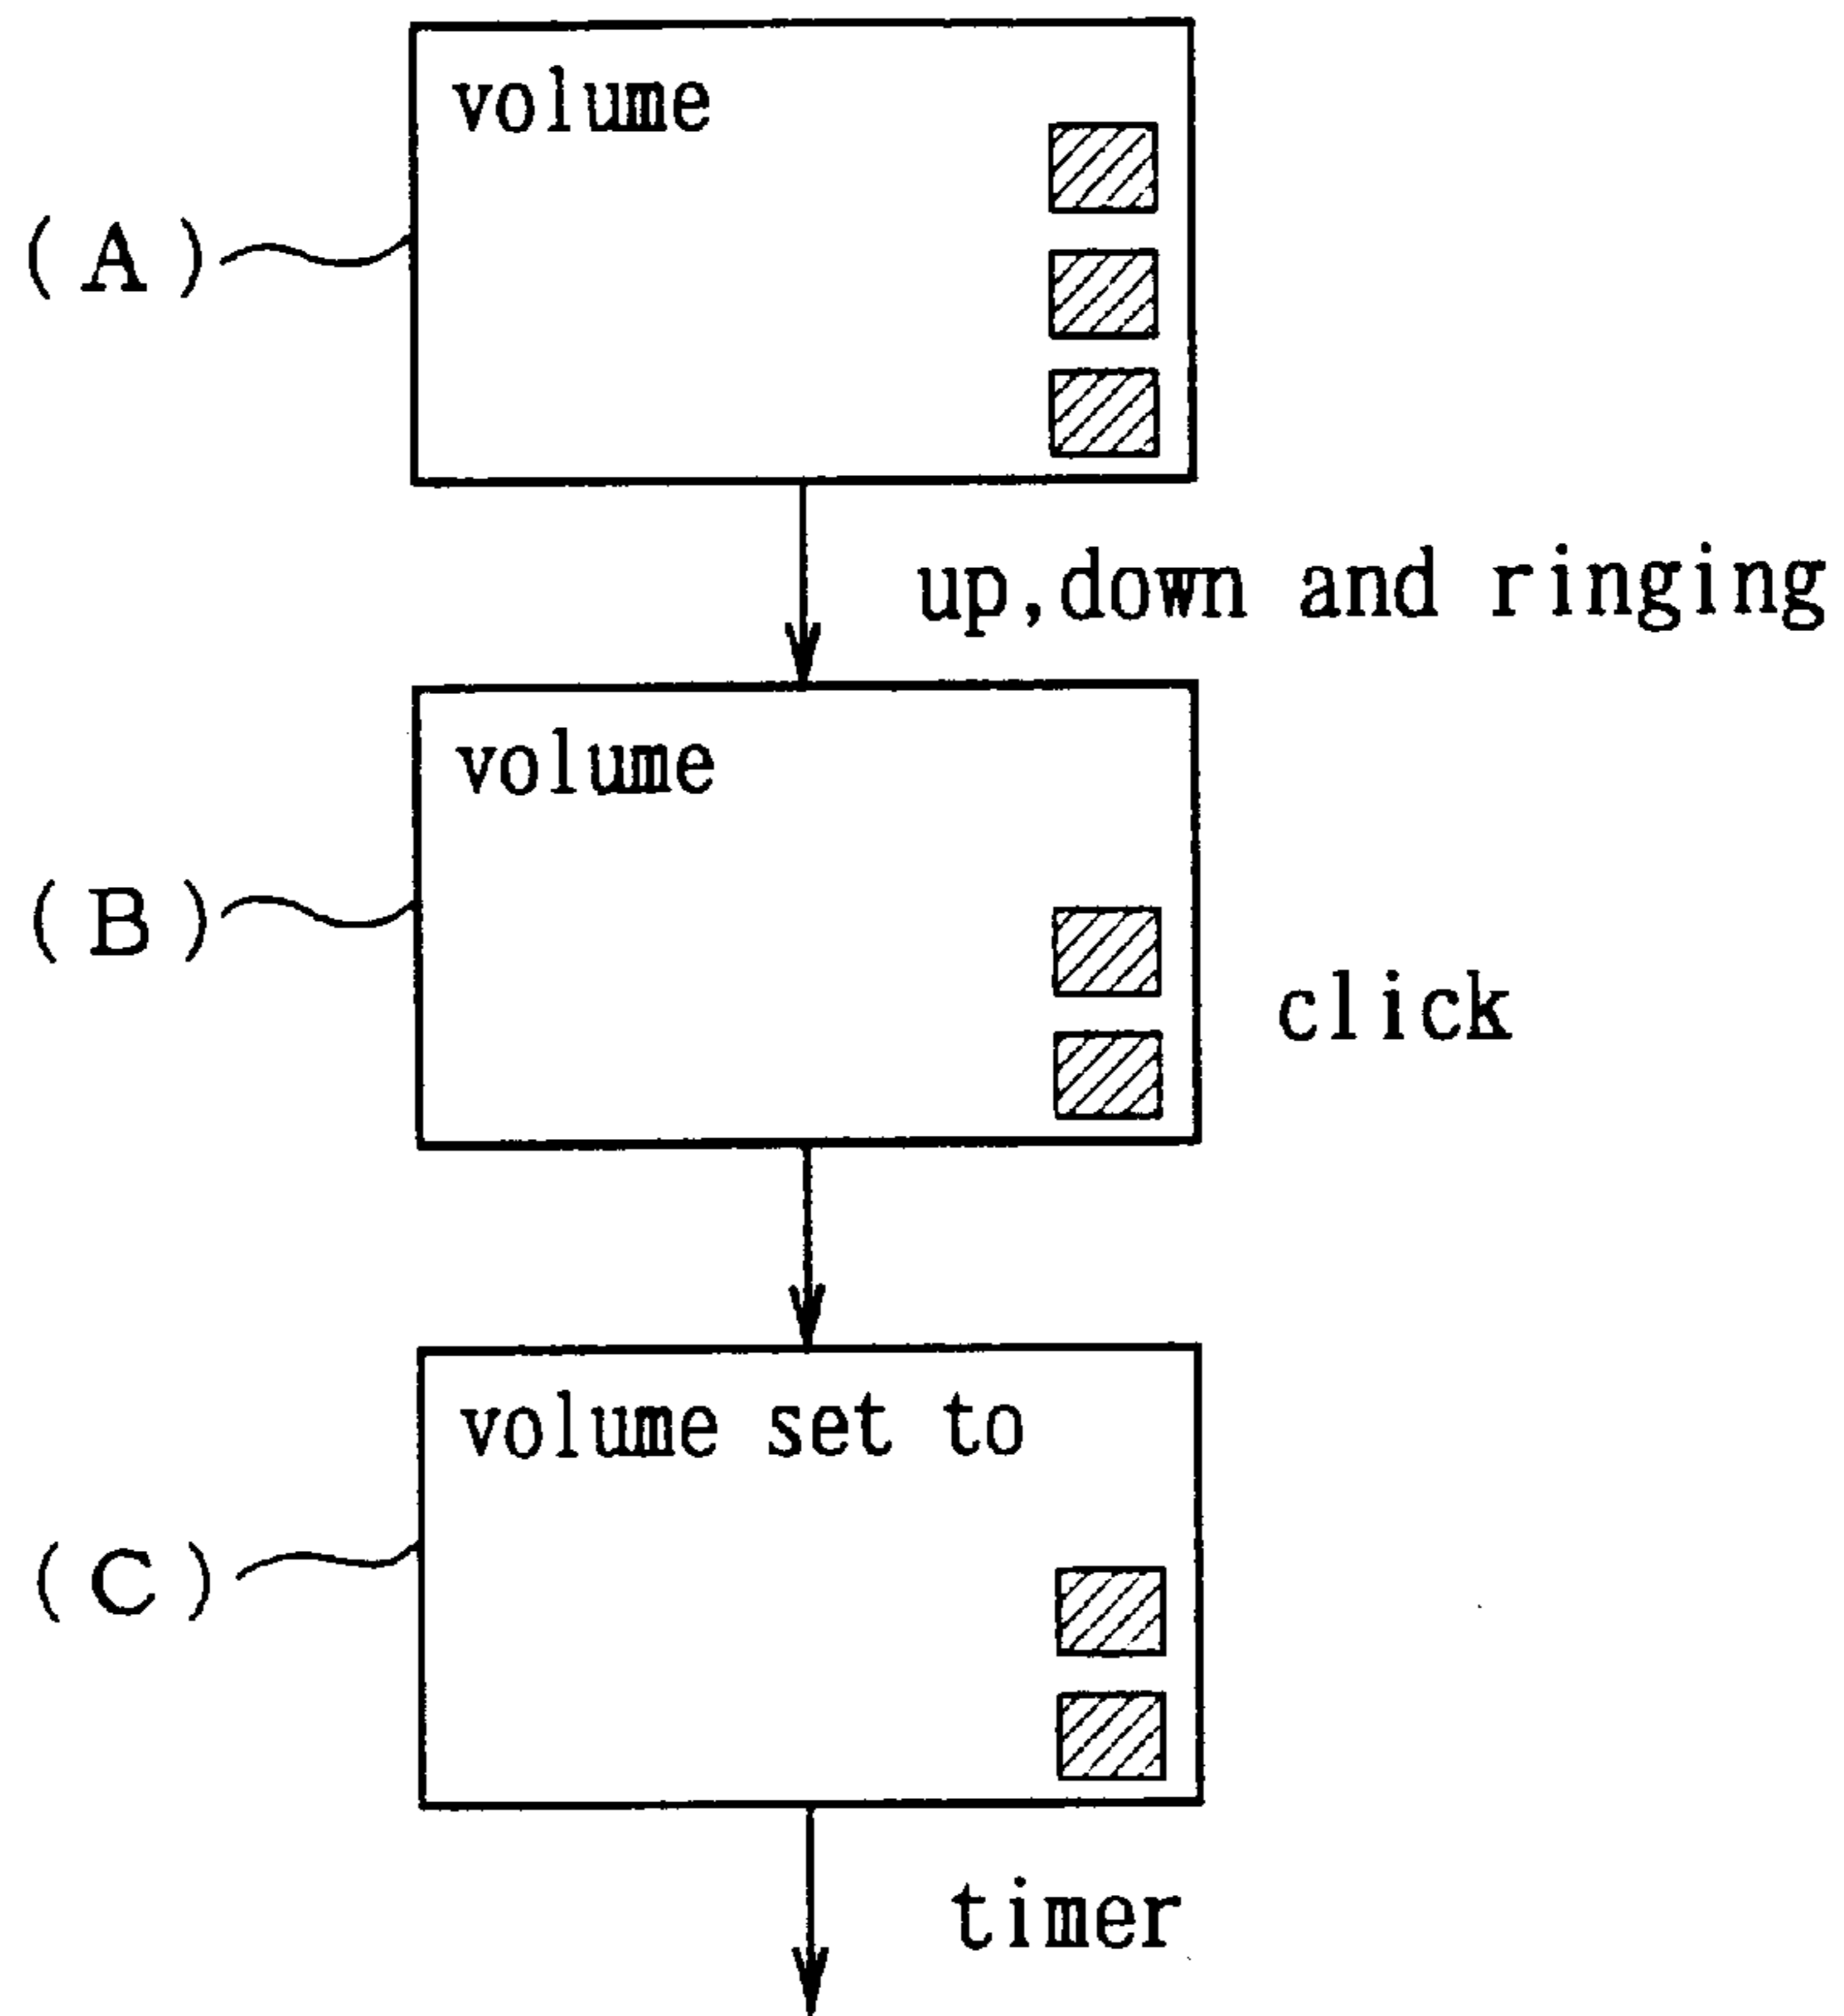 volume
(A)
up,down and ringing
volume
(B)
click
volume set to
(C)
timer